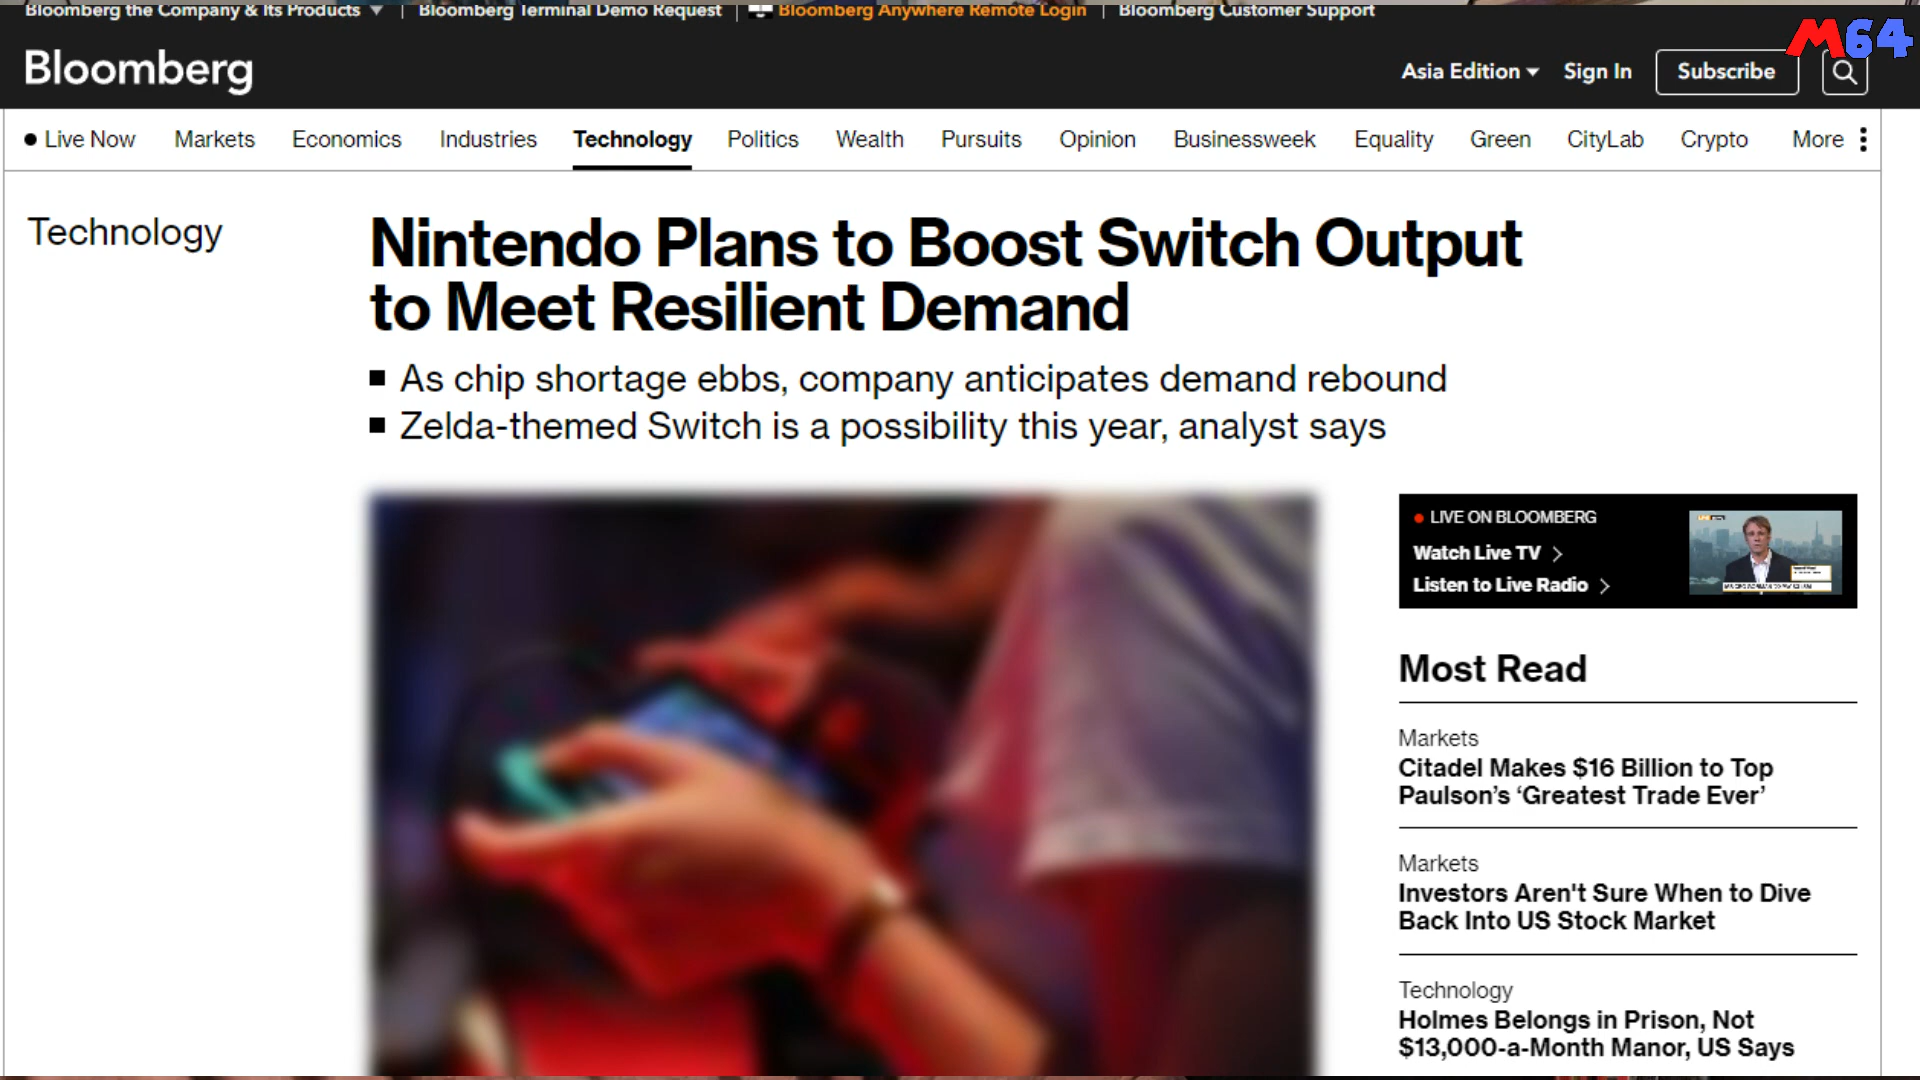 Bloomberg the Company & Its Products
Bloomberg Terminal Demo Request
Bloomberg Anywhere Remote Login
Bloomberg Customer Support
M64
Bloomberg
Asia Edition
Sign In
Subscribe
Live Now
Markets
Economics
Industries
Technology
Politics
Wealth
Pursuits
Opinion
Businessweek
Equality
Green
CityLab
Crypto
More
Technology
Nintendo Plans to Boost Switch Output
to Meet Resilient Demand
As chip shortage ebbs, company anticipates demand rebound
Zelda-themed Switch is a possibility this year, analyst says
LIVE ON BLOOMBERG
Watch Live TV
Listen to Live Radio
Most Read
Markets
Citadel Makes $16 Billion to Top
Paulson’s ‘Greatest Trade Ever’
Markets
Investors Aren't Sure When to Dive
Back Into US Stock Market
Technology
Holmes Belongs in Prison, Not
$13,000-a-Month Manor, US Says